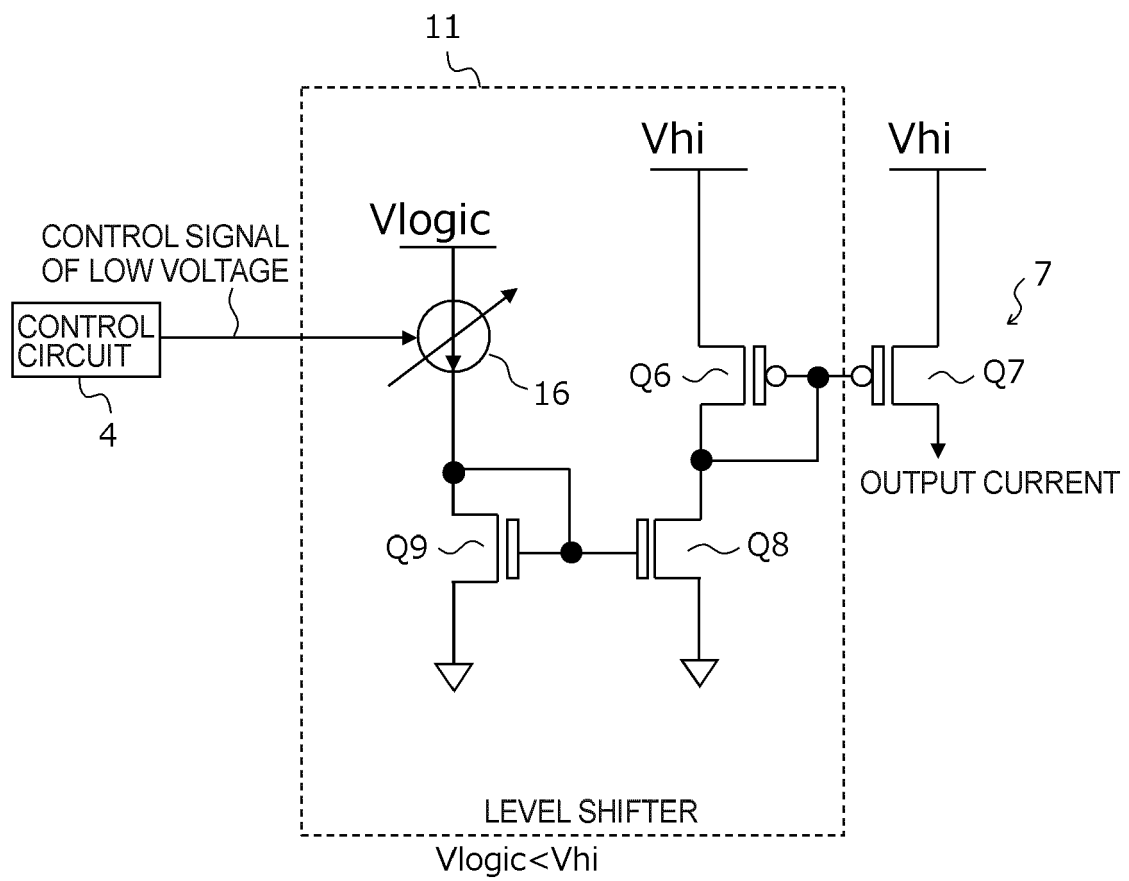 11
Vhi
Vhi
Vlogic
CONTROL SIGNAL
OF LOW VOLTAGE
7
CONTROL
CIRCUIT
16
Q6
Q7
4
OUTPUT CURRENT
Q9
Q8
LEVEL SHIFTER
Vlogic<Vhi